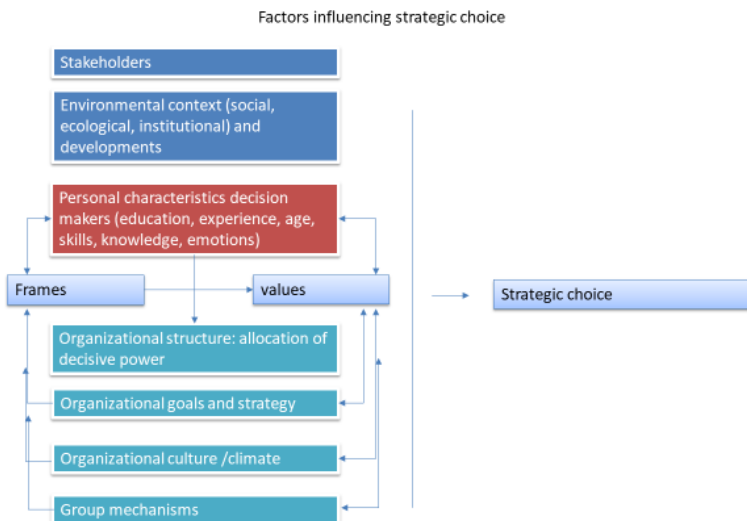 Factors influencing strategic choice
Stakeholders
Environmental context (social,
ecological, institutional) and
developments
Personal characteristics decision
makers (education, experience, age,
skills, knowledge, emotions)
Frames
values
Strategic choice
Organizational structure: allocation of
decisive power
Organizational goals and strategy
Organizational culture /climate
Group mechanisms